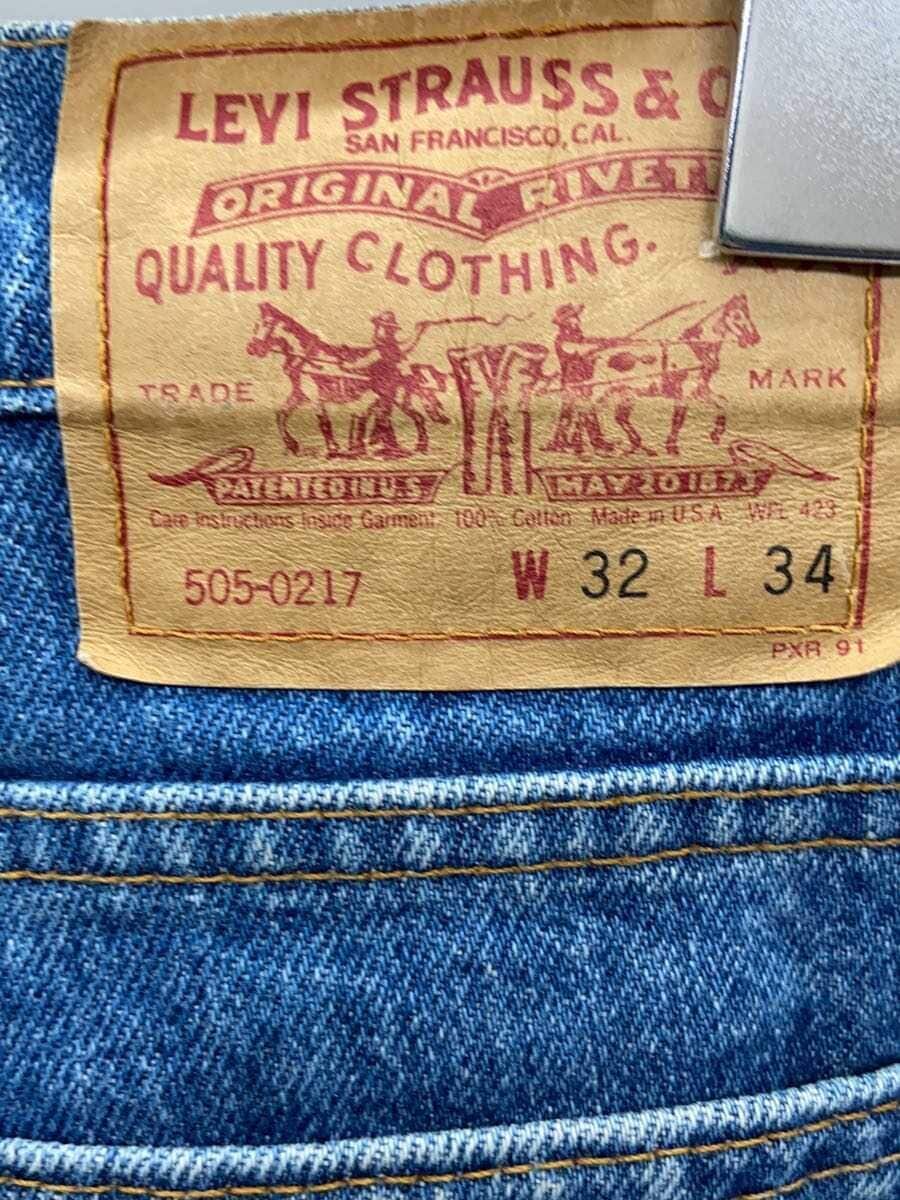 LEVI STRAUSS & C
SAN FRANCISCO, CAL.
ORIGINAL RIVET
QUALITY CLOTHING.
TRADE MARK
PATENTED IN U.S MAY 20 1873
Care Instructions Inside Garment 100% Cotton Made in U.S.A. WPL 423
505-0217 W 32 L 34
PXR 91